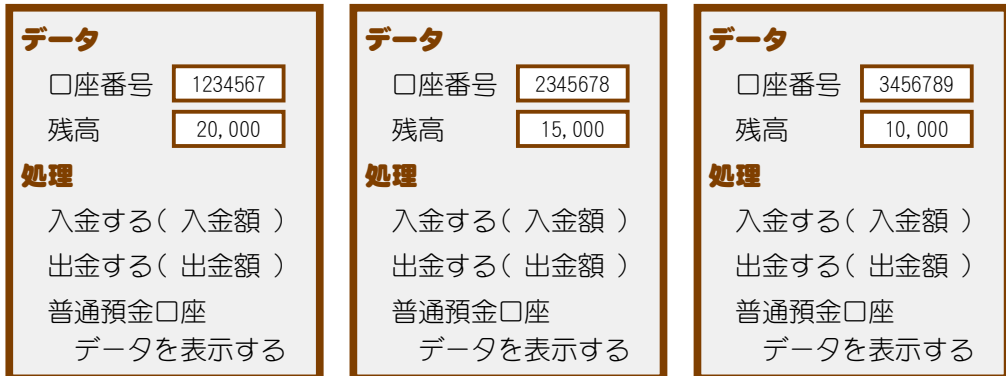 データ
口座番号 1234567
残高 20,000
処理
入金する( 入金額 )
出金する( 出金額 )
普通預金口座
データを表示する
データ
口座番号 2345678
残高 15,000
処理
入金する( 入金額 )
出金する( 出金額 )
普通預金口座
データを表示する
データ
口座番号 3456789
残高 10,000
処理
入金する( 入金額 )
出金する( 出金額 )
普通預金口座
データを表示する